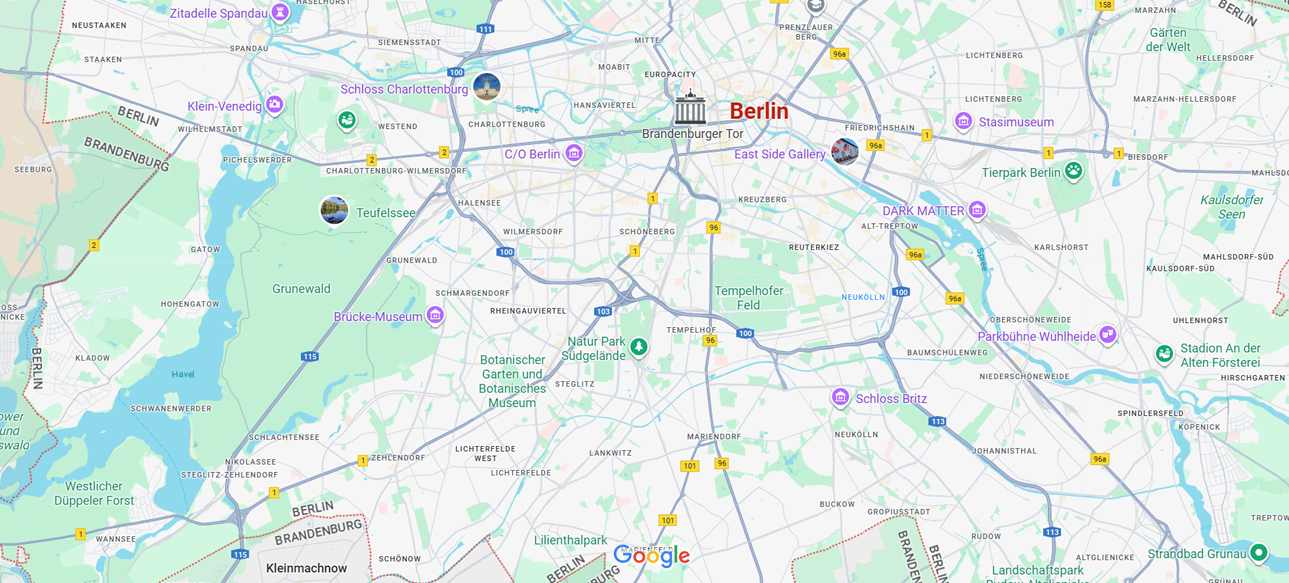 HASELHORST
Zitadelle Spandau
NEUSTAAKEN
SPANDAU
STAAKEN
SIEMENSSTADT
111
100
MITTE
MOABIT
EUROPACITY
PRENZLAUER
BERG
96a
158
MARZAHN
BERLIN
Gärten
der Welt
LICHTENBERG
HELLERSDORF
Schloss Charlottenburg
Klein-Venedig
BERLIN
WILHELMSTADT
BRANDENBURG
WESTEND
CHARLOTTENBURG
Spree
HANSAVIERTEL
Brandenburger Tor
Berlin
FRIEDRICHSHAIN
LICHTENBERG
MARZAHN-HELLERSDORF
Stasimuseum
1
96a
1
1
BIESDORF
SEEBURG
PICHELSWERDER
2
2
CHARLOTTENBURG-WILMERSDORF
C/O Berlin
East Side Gallery
Tierpark Berlin
MAHLSD
Teufelssee
HALENSEE
1
KREUZBERG
DARK MATTER
ALT-TREPTOW
Kaulsdorfer
Seen
WILMERSDORF
SCHÖNEBERG
96
REUTERKIEZ
96a
Spree
KARLSHORST
MAHLSDORF-SÜD
KAULSDORF-SÜD
2
GATOW
GRUNEWALD
100
1
Grunewald
HOHENGATOW
SCHMARGENDORF
RHEINGAUVIERTEL
103
Tempelhofer
Feld
NEUKÖLLN
100
96a
Brücke-Museum
TEMPELHOF
100
96
OBERSCHÖNEWEIDE
UHLENHORST
Parkbühne Wuhlheide
Stadion An der
Alten Försterei
BAUMSCHULENWEG
HIRSCHGARTEN
NIEDERSCHÖNEWEIDE
BERLIN
KLADOW
Havel
115
Natur Park
Südgelände
Botanischer
Garten und
Botanisches
Museum
STEGLITZ
Schloss Britz
SCHWANENWERDER
SPINDLERSFELD
KÖPENICK
113
SCHLACHTENSEE
MARIENDORF
NEUKÖLLN
JOHANNISTHAL
LICHTERFELDE
WEST
LANKWITZ
NIKOLASSEE
STEGLITZ-ZEHLENDORF
1
ZEHLENDORF
LICHTERFELDE
101
96
96a
Westlicher
Düppeler Forst
1
BERLIN
BRANDENBURG
BUCKOW
GROPIUSSTADT
TREPTOW
1
WANNSEE
101
Lilienthalpark
RUDOW
113
115
SCHÖNOW
Kleinmachnow
BERLIN
Google
BRANDENBURG
BERLIN
ALTGLIENICKE
Strandbad Grunau
Landschaftspark
GRÜNAU